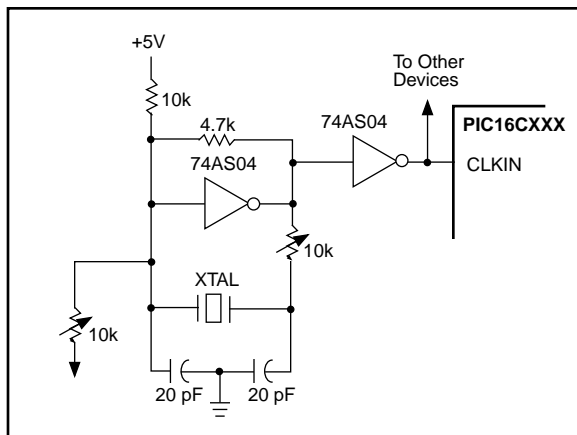 +5V
To Other
Devices
10k
4.7k
74AS04
PIC16CXXX
74AS04
CLKIN
10k
XTAL
10k
20 pF
20 pF